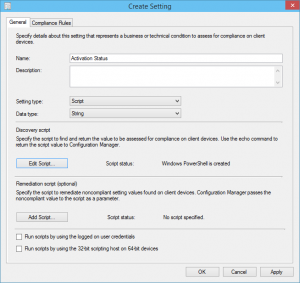 Create Setting
General Compliance Rules
Specify details about this setting that represents a business or technical condition to assess for compliance on client
devices.
Name: Activation Status
Description:
Setting type: Script
Data type: String
Discovery script
Specify the script to find and return the value to be assessed for compliance on client devices. Use the echo command to
return the script value to Configuration Manager.
Edit Script... Script status: Windows PowerShell is created
Remediation script (optional)
Specify the script to remediate noncompliant setting values found on client devices. Configuration Manager passes the
noncompliant value to the script as a parameter.
Add Script... Script status: No script specified
Run scripts by using the logged on user credentials
Run scripts by using the 32-bit scripting host on 64-bit devices
OK Cancel Apply